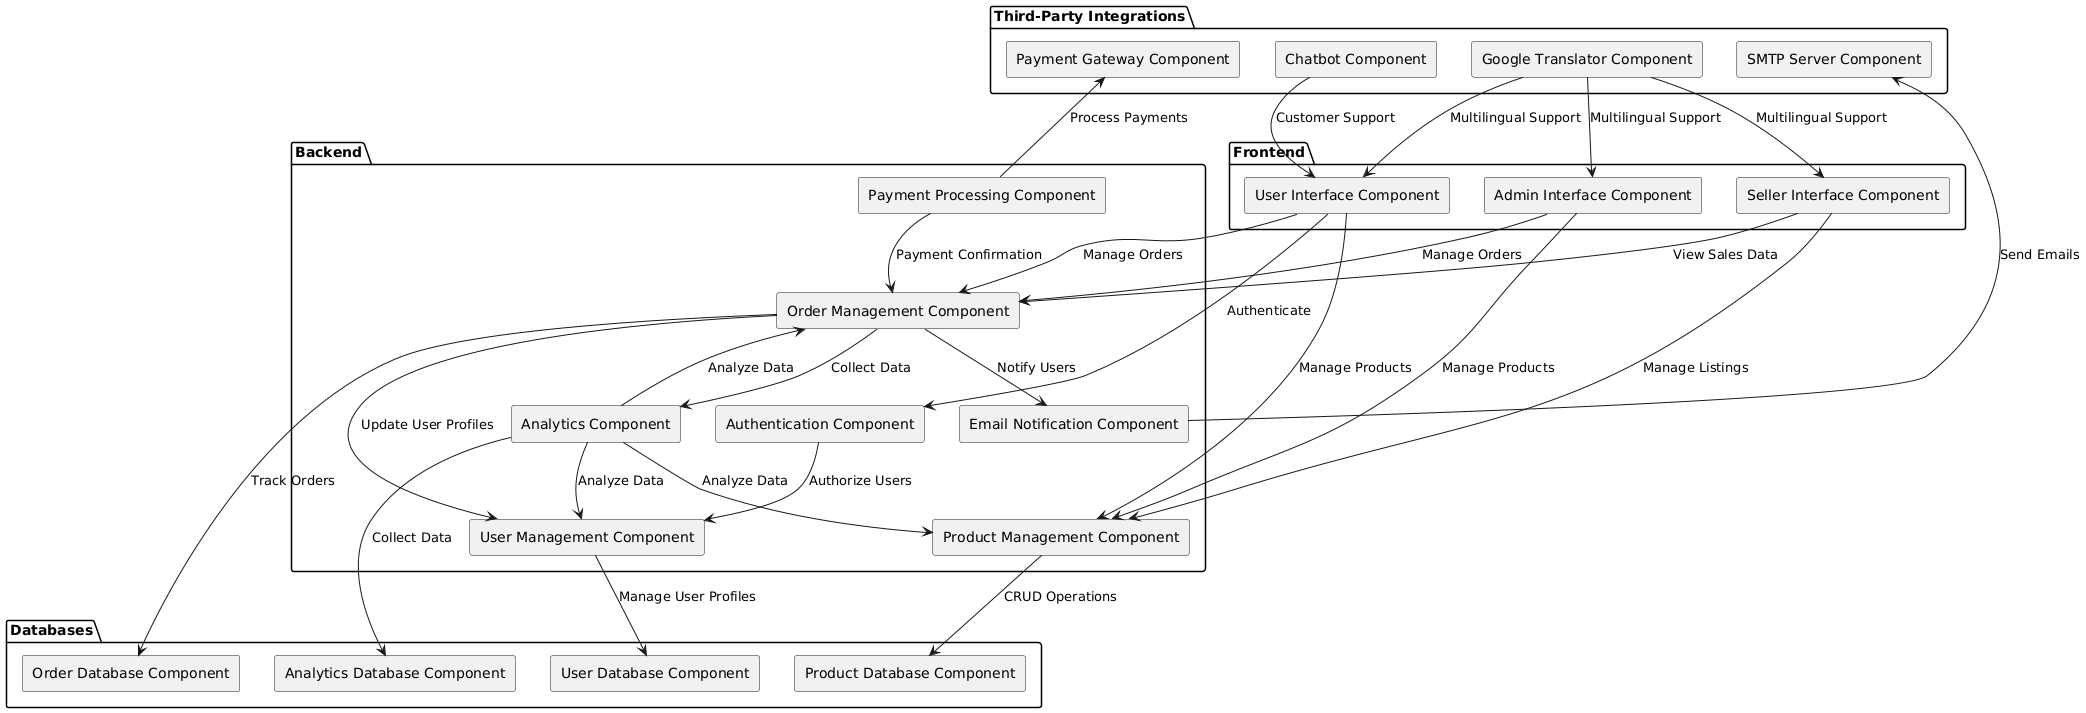 Third-Party Integrations
Payment Gateway Component
Chatbot Component
Google Translator Component
SMTP Server Component
Process Payments
Customer Support
Multilingual Support
Multilingual Support
Multilingual Support
Backend
Frontend
Payment Processing Component
User Interface Component
Admin Interface Component
Seller Interface Component
Payment Confirmation
Manage Orders
Manage Orders
View Sales Data
Send Emails
Order Management Component
Authenticate
Analyze Data
Collect Data
Notify Users
Manage Products
Manage Products
Manage Listings
Update User Profiles
Analytics Component
Authentication Component
Email Notification Component
Track Orders
Analyze Data
Analyze Data
Authorize Users
Collect Data
User Management Component
Product Management Component
Manage User Profiles
CRUD Operations
Databases
Order Database Component
Analytics Database Component
User Database Component
Product Database Component